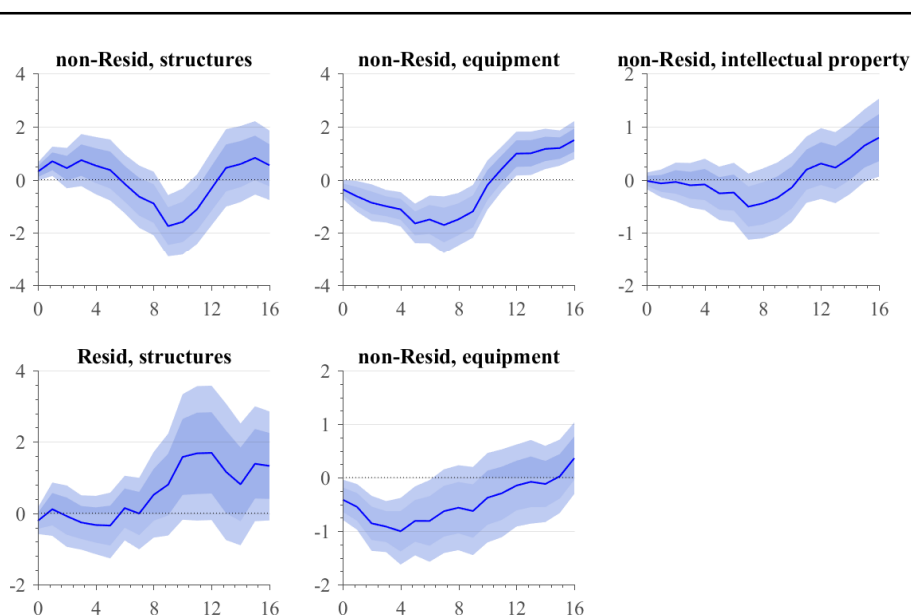 non-Resid, structures
4
2
0
-2
-4
0 4 8 12 16
non-Resid, equipment
4
2
0
-2
-4
0 4 8 12 16
non-Resid, intellectual property
2
1
0
-1
-2
0 4 8 12 16
Resid, structures
4
2
0
-2
0 4 8 12 16
non-Resid, equipment
2
1
0
-1
-2
0 4 8 12 16